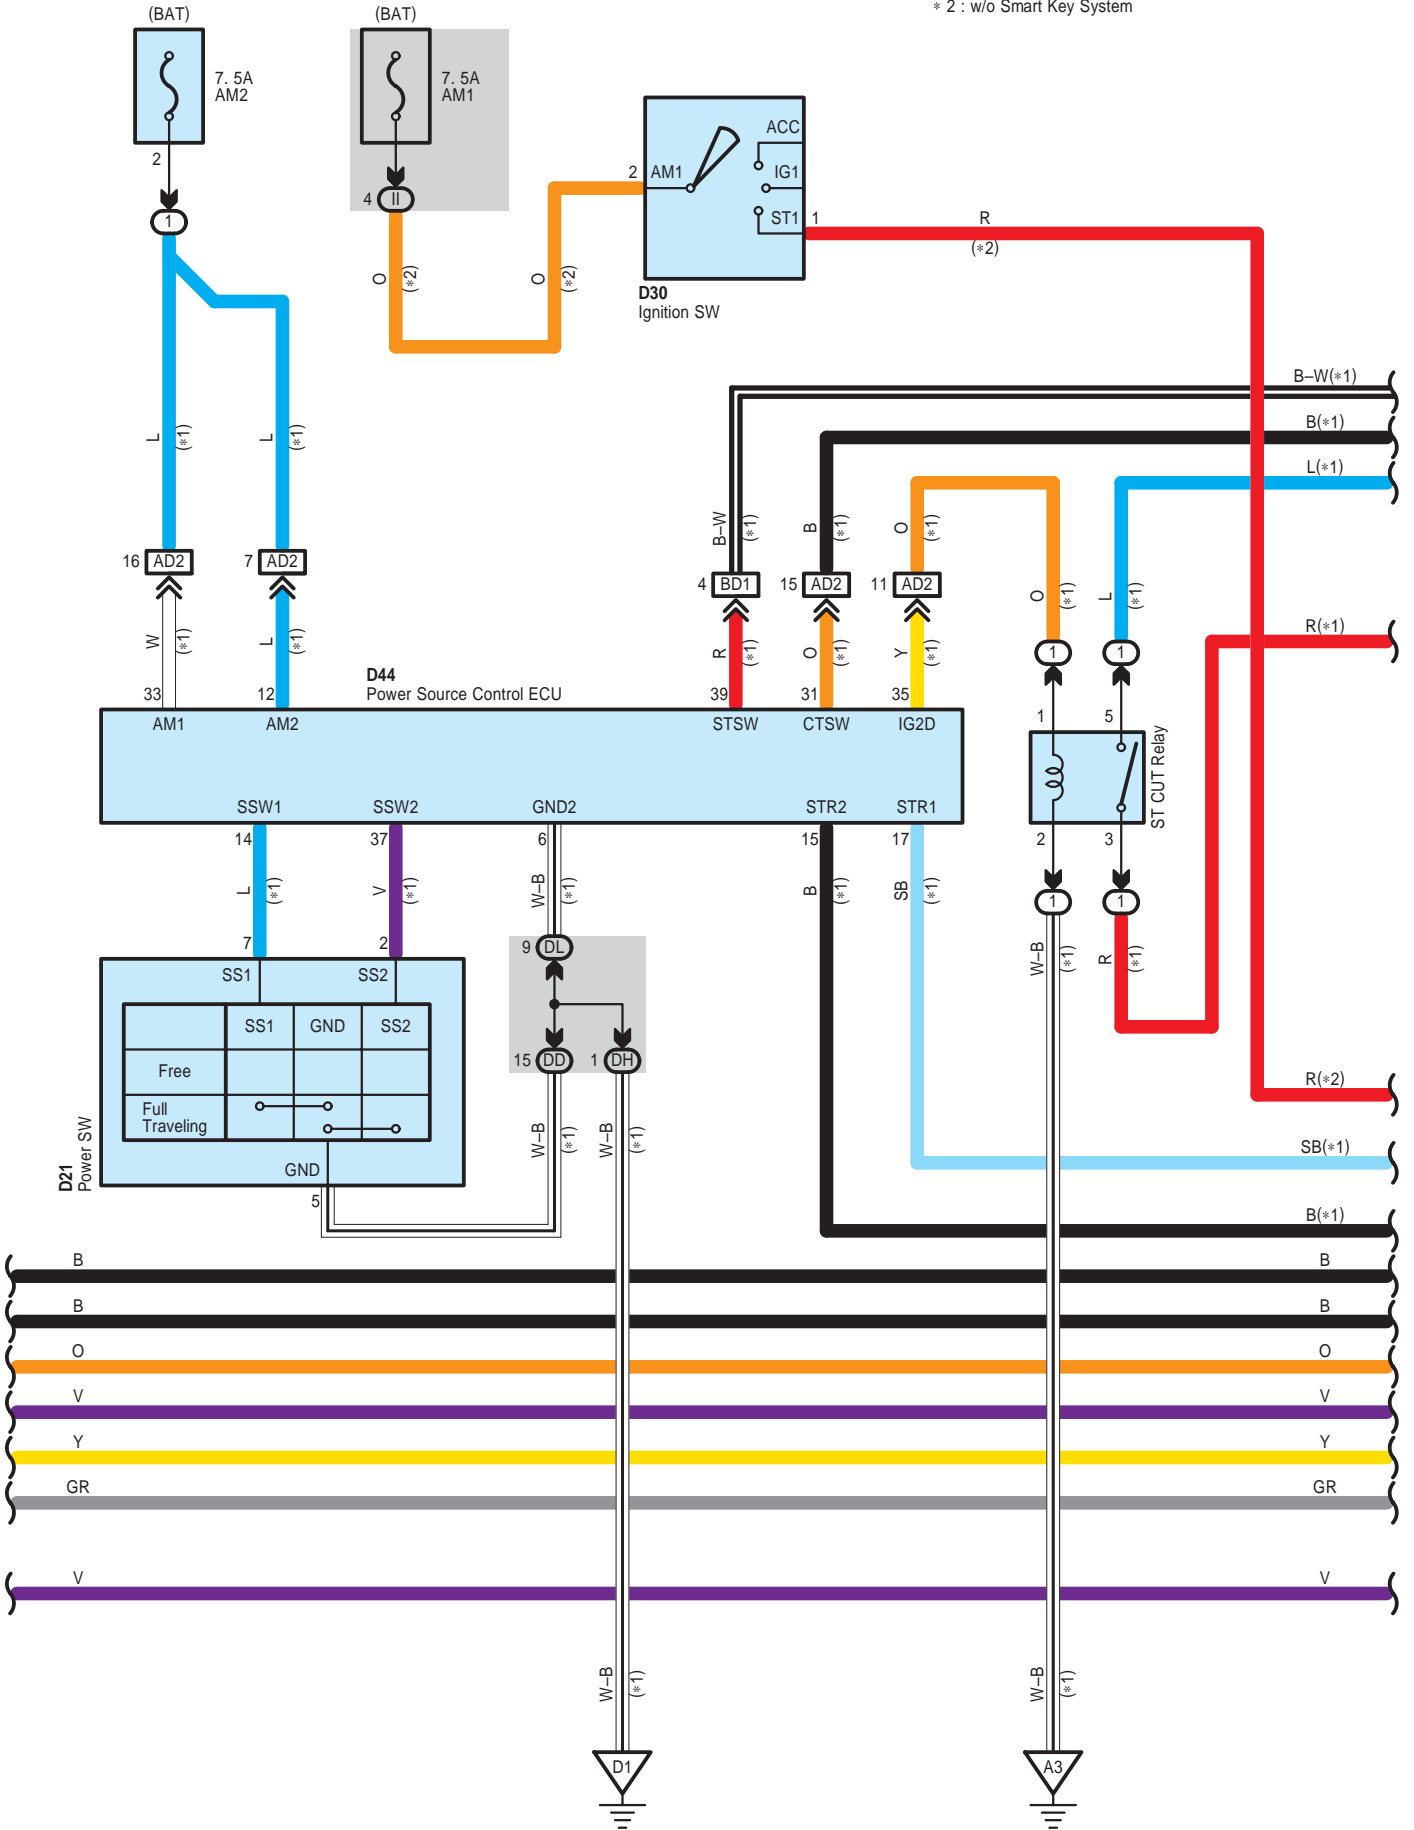 ∗ 2 : w/o Smart Key System
(BAT)
(BAT)
7. 5A
AM2
7. 5A
AM1
2
1
4
II
O
(∗2)
O
(∗2)
2
AM1
ACC
IG1
ST1
1
R
(∗2)
D30
Ignition SW
B–W(∗1)
B(∗1)
L(∗1)
L
(∗1)
L
(∗1)
16
AD2
7
AD2
B–W
(∗1)
B
(∗1)
O
(∗1)
4
BD1
15
AD2
11
AD2
O
(∗1)
L
(∗1)
R(∗1)
W
(∗1)
L
(∗1)
R
(∗1)
O
(∗1)
Y
(∗1)
1
1
D44
Power Source Control ECU
33
12
39
31
35
AM1
AM2
STSW
CTSW
IG2D
1
5
ST CUT Relay
SSW1
SSW2
GND2
STR2
STR1
14
37
6
15
17
2
3
L
(∗1)
V
(∗1)
W–B
(∗1)
B
(∗1)
SB
(∗1)
1
1
7
2
9
DL
W–B
(∗1)
R
(∗1)
SS1
SS2
SS1
GND
SS2
Free
Full
Traveling
15
DD
1
DH
R(∗2)
D21
Power SW
GND
5
W–B
(∗1)
W–B
(∗1)
SB(∗1)
B(∗1)
B
B
B
B
O
O
V
V
Y
Y
GR
GR
V
V
W–B
(∗1)
W–B
(∗1)
D1
A3